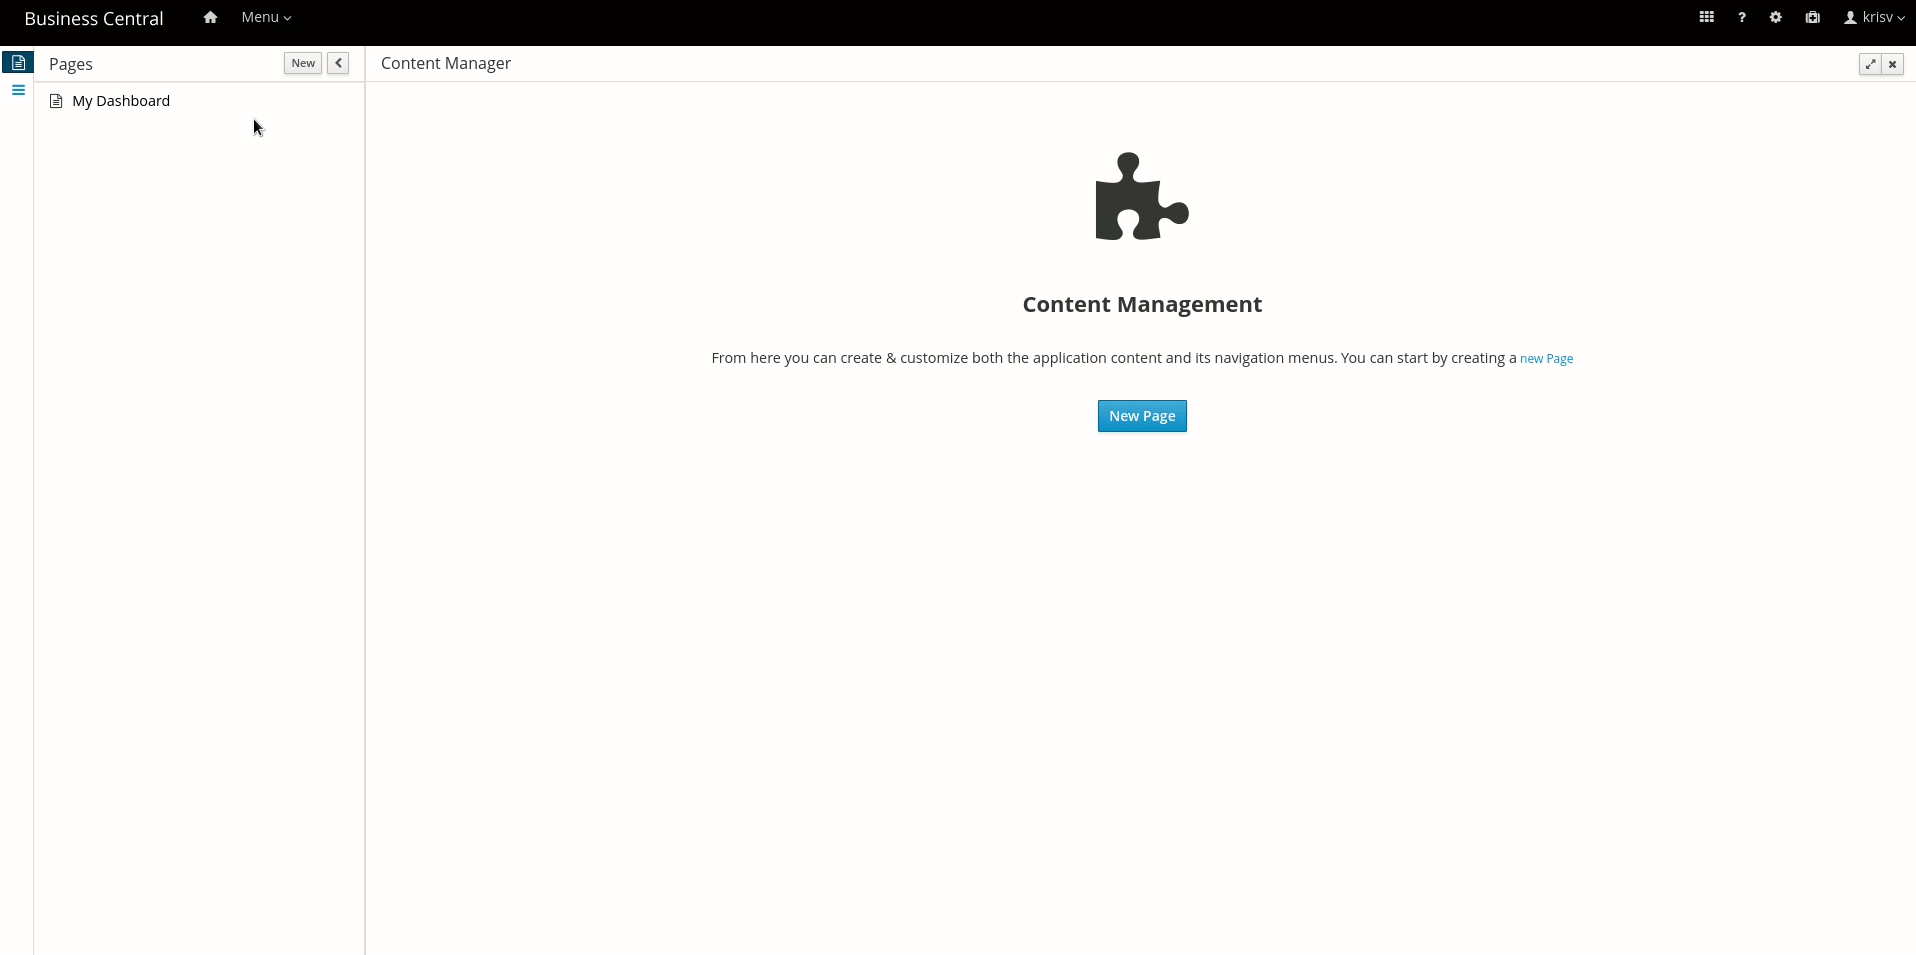 Business Central
Menu
?
krisv
Pages
New
Content Manager
My Dashboard
Content Management
From here you can create & customize both the application content and its navigation menus. You can start by creating a new Page
New Page